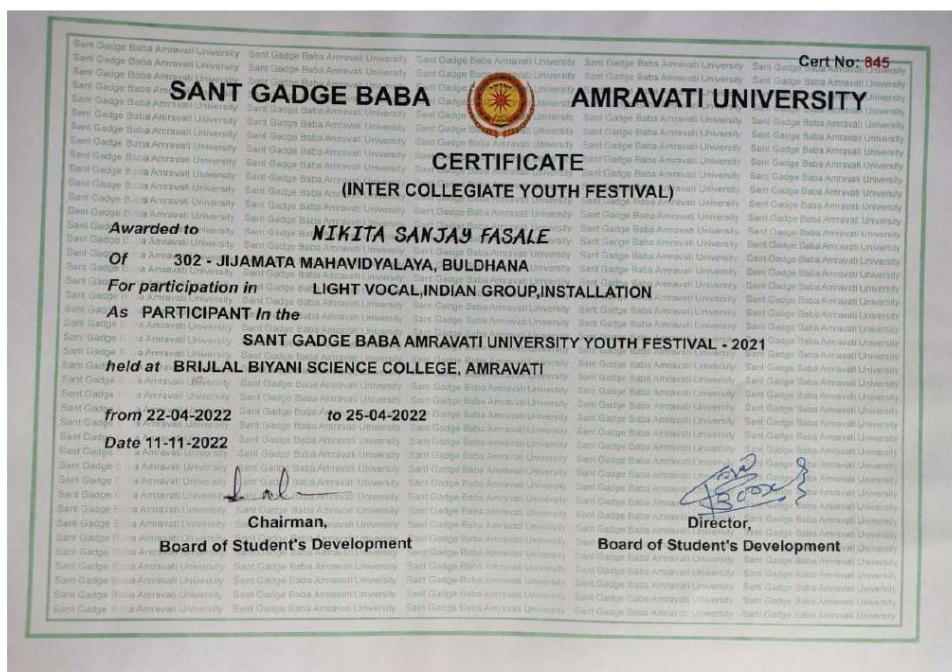 Cert No: 845
SANT GADGE BABA AMRAVATI UNIVERSITY
CERTIFICATE
(INTER COLLEGIATE YOUTH FESTIVAL)
Awarded to NIKITA SANJAY FASALE
Of 302 - JIJAMATA MAHAVIDYALAYA, BULDHANA
For participation in LIGHT VOCAL,INDIAN GROUP,INSTALLATION
As PARTICIPANT In the
SANT GADGE BABA AMRAVATI UNIVERSITY YOUTH FESTIVAL - 2021
held at BRIJLAL BIYANI SCIENCE COLLEGE, AMRAVATI
from 22-04-2022 to 25-04-2022
Date 11-11-2022
Chairman, Director,
Board of Student's Development Board of Student's Development